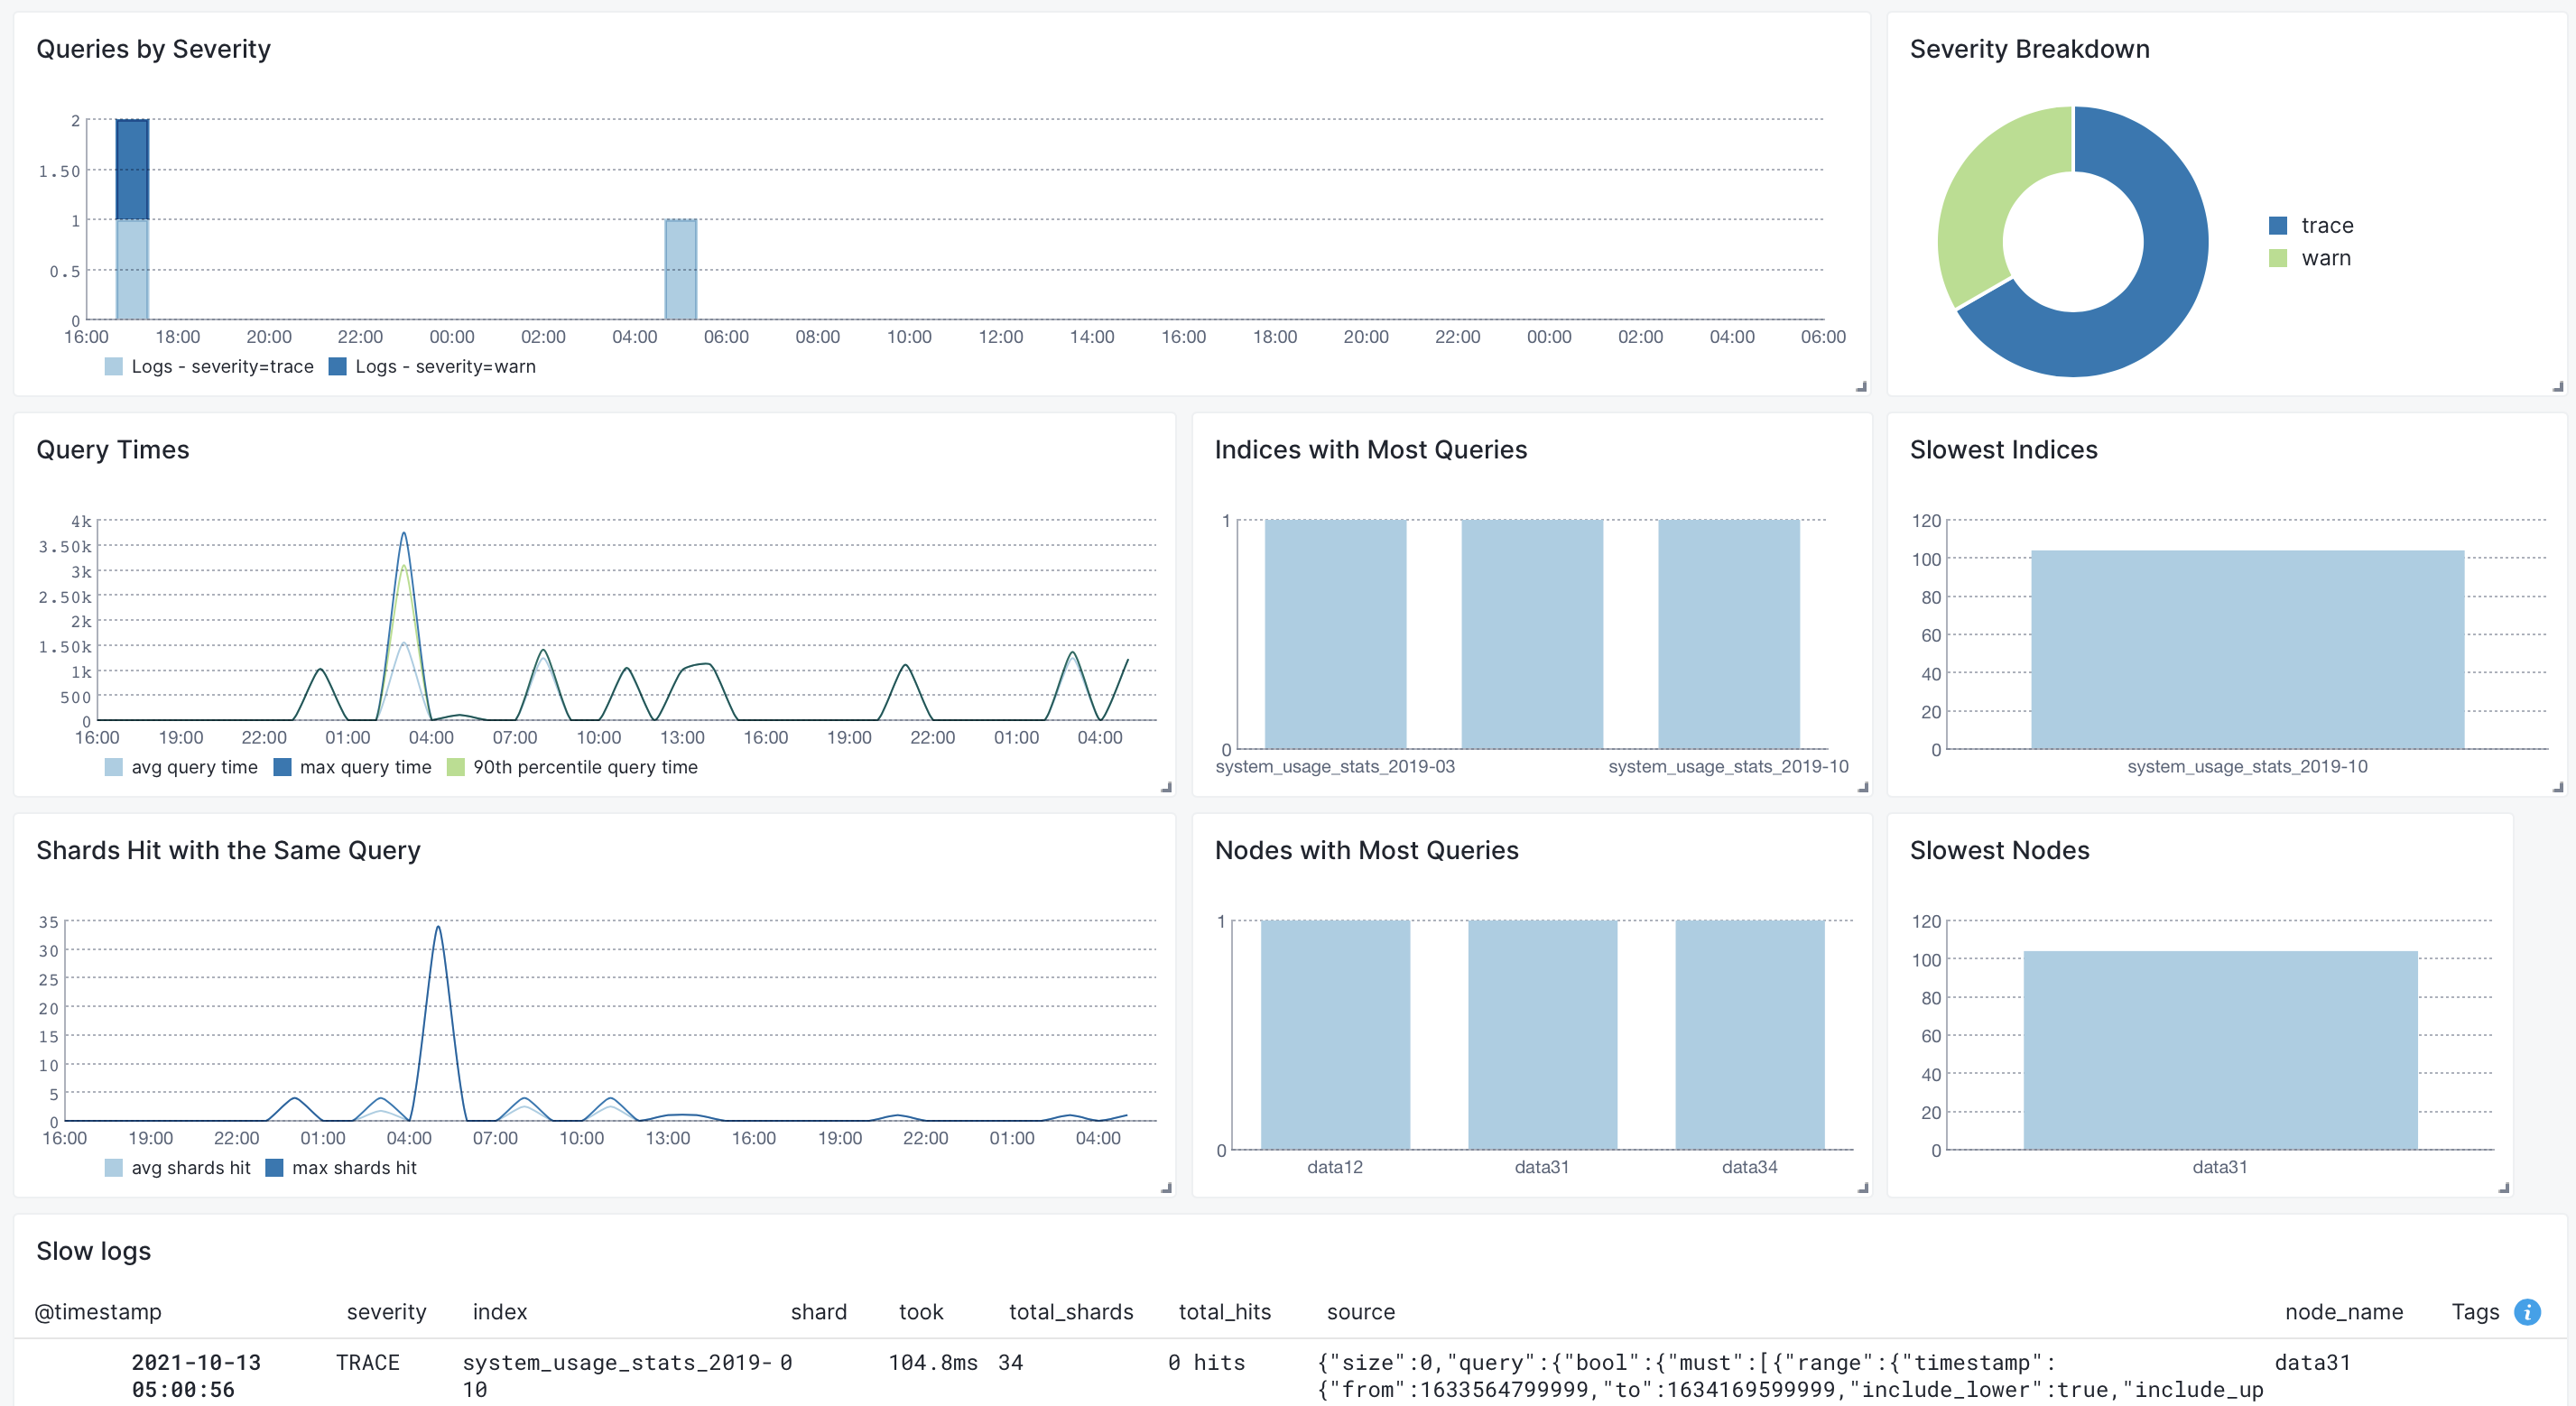 Queries by Severity
2
1.50
1
0.5
0
16:00 18:00 20:00 22:00 00:00 02:00 04:00 06:00 08:00 10:00 12:00 14:00 16:00 18:00 20:00 22:00 00:00 02:00 04:00 06:00
Logs - severity=trace Logs - severity=warn
Severity Breakdown
trace
warn
Query Times
4k
3.50k
3k
2.50k
2k
1.50k
1k
500
0
16:00 19:00 22:00 01:00 04:00 07:00 10:00 13:00 16:00 19:00 22:00 01:00 04:00
avg query time max query time 90th percentile query time
Indices with Most Queries
1
0
system_usage_stats_2019-03 system_usage_stats_2019-10
Slowest Indices
120
100
80
60
40
20
0
system_usage_stats_2019-10
Shards Hit with the Same Query
35
30
25
20
15
10
5
0
16:00 19:00 22:00 01:00 04:00 07:00 10:00 13:00 16:00 19:00 22:00 01:00 04:00
avg shards hit max shards hit
Nodes with Most Queries
1
0
data12 data31 data34
Slowest Nodes
120
100
80
60
40
20
0
data31
Slow logs
@timestamp severity index shard took total_shards total_hits source node_name Tags i
2021-10-13 TRACE system_usage_stats_2019- 0 104.8ms 34 0 hits {"size":0,"query":{"bool":{"must":[{"range":{"timestamp": data31
05:00:56 10 {"from":1633564799999,"to":1634169599999,"include_lower":true,"include_up